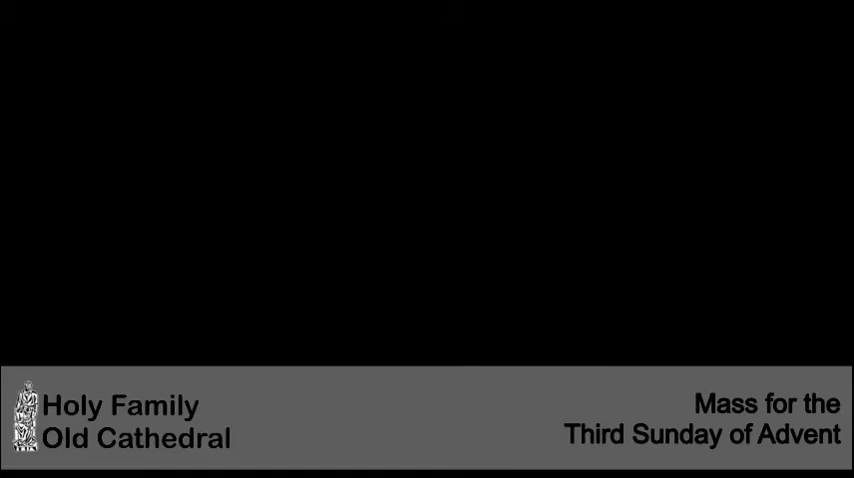 Holy Family
Old Cathedral
Mass for the
Third Sunday of Advent